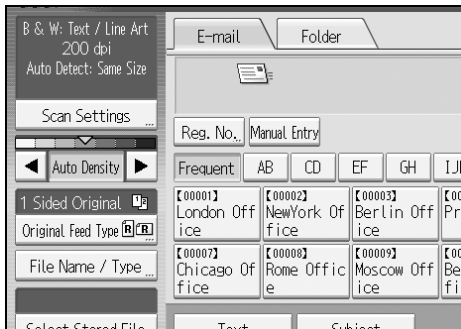 B & W: Text / Line Art
200 dpi
Auto Detect: Same Size
Scan Settings
Auto Density
1 Sided Original
Original Feed Type
File Name / Type
Select Stored File
E-mail
Folder
Reg. No.
Manual Entry
Frequent
AB
CD
EF
GH
IJ
【00001】
London Off
ice
【00002】
NewYork Of
fice
【00003】
Berlin Off
ice
【00007】
Chicago Of
fice
【00008】
Rome Offic
e
【00009】
Moscow Off
ice
Text
Subject